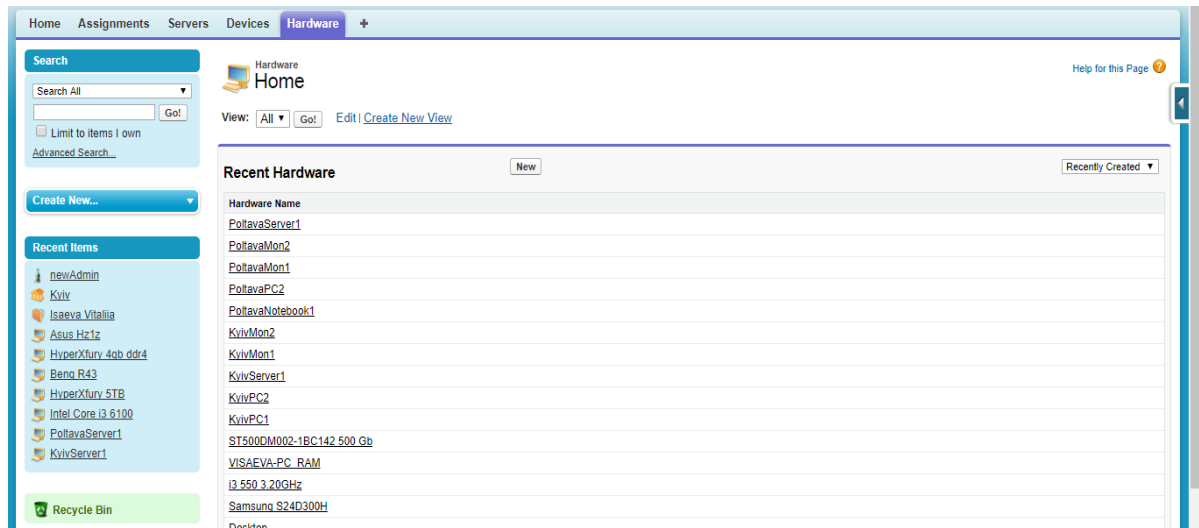 Home Assignments Servers Devices Hardware +
Search
Search All
Go!
Limit to items I own
Advanced Search...
Create New...
Recent Items
newAdmin
Kyiv
Isaeva Vitaliia
Asus Hz1z
HyperXfury 4gb ddr4
Benq R43
HyperXfury 5TB
Intel Core i3 6100
PoltavaServer1
KyivServer1
Recycle Bin
Hardware
Home
Help for this Page ?
View: All Go! Edit | Create New View
Recent Hardware New Recently Created
Hardware Name
PoltavaServer1
PoltavaMon2
PoltavaMon1
PoltavaPC2
PoltavaNotebook1
KyivMon2
KyivMon1
KyivServer1
KyivPC2
KyivPC1
ST500DM002-1BC142 500 Gb
VISAEVA-PC_RAM
i3 550 3.20GHz
Samsung S24D300H
Desktop